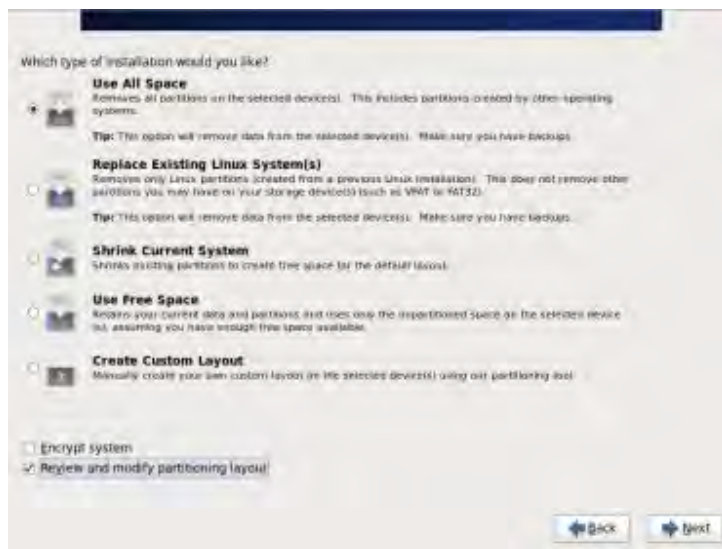 Which type of installation would you like?
Use All Space
Removes all partitions on the selected device(s). This includes partitions created by other operating
systems.
Tip: This option will remove data from the selected device(s). Make sure you have backups.
Replace Existing Linux System(s)
Removes only Linux partitions (created from a previous Linux installation). This does not remove other
partitions you may have on your storage device(s) (such as VFAT or FAT32).
Tip: This option will remove data from the selected device(s). Make sure you have backups.
Shrink Current System
Shrinks existing partitions to create free space for the default layout.
Use Free Space
Retains your current data and partitions and uses only the unpartitioned space on the selected device
(s), assuming you have enough free space available.
Create Custom Layout
Manually create your own custom layout on the selected device(s) using our partitioning tool.
Encrypt system
Review and modify partitioning layout
Back
Next